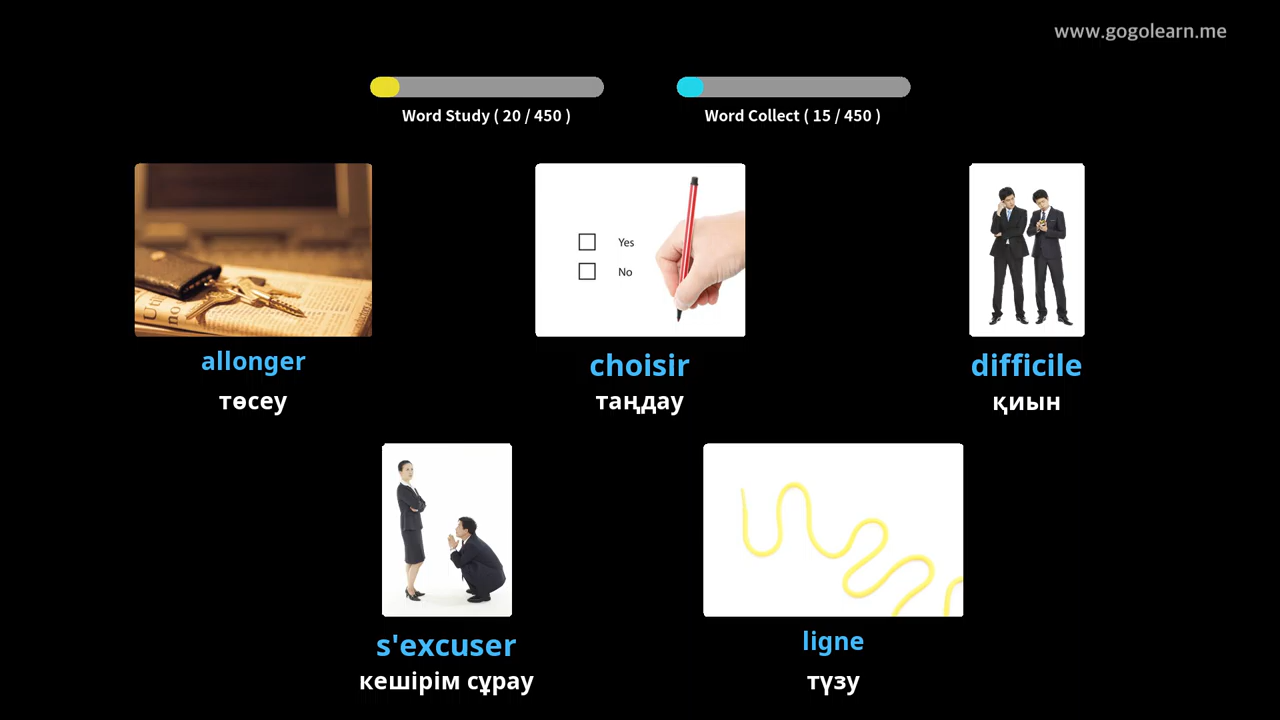 www.gogolearn.me
Word Study ( 20 / 450 )
Word Collect ( 15 / 450 )
Yes
No
allonger
төсеу
choisir
таңдау
difficile
қиын
s'excuser
кешірім сұрау
ligne
түзу